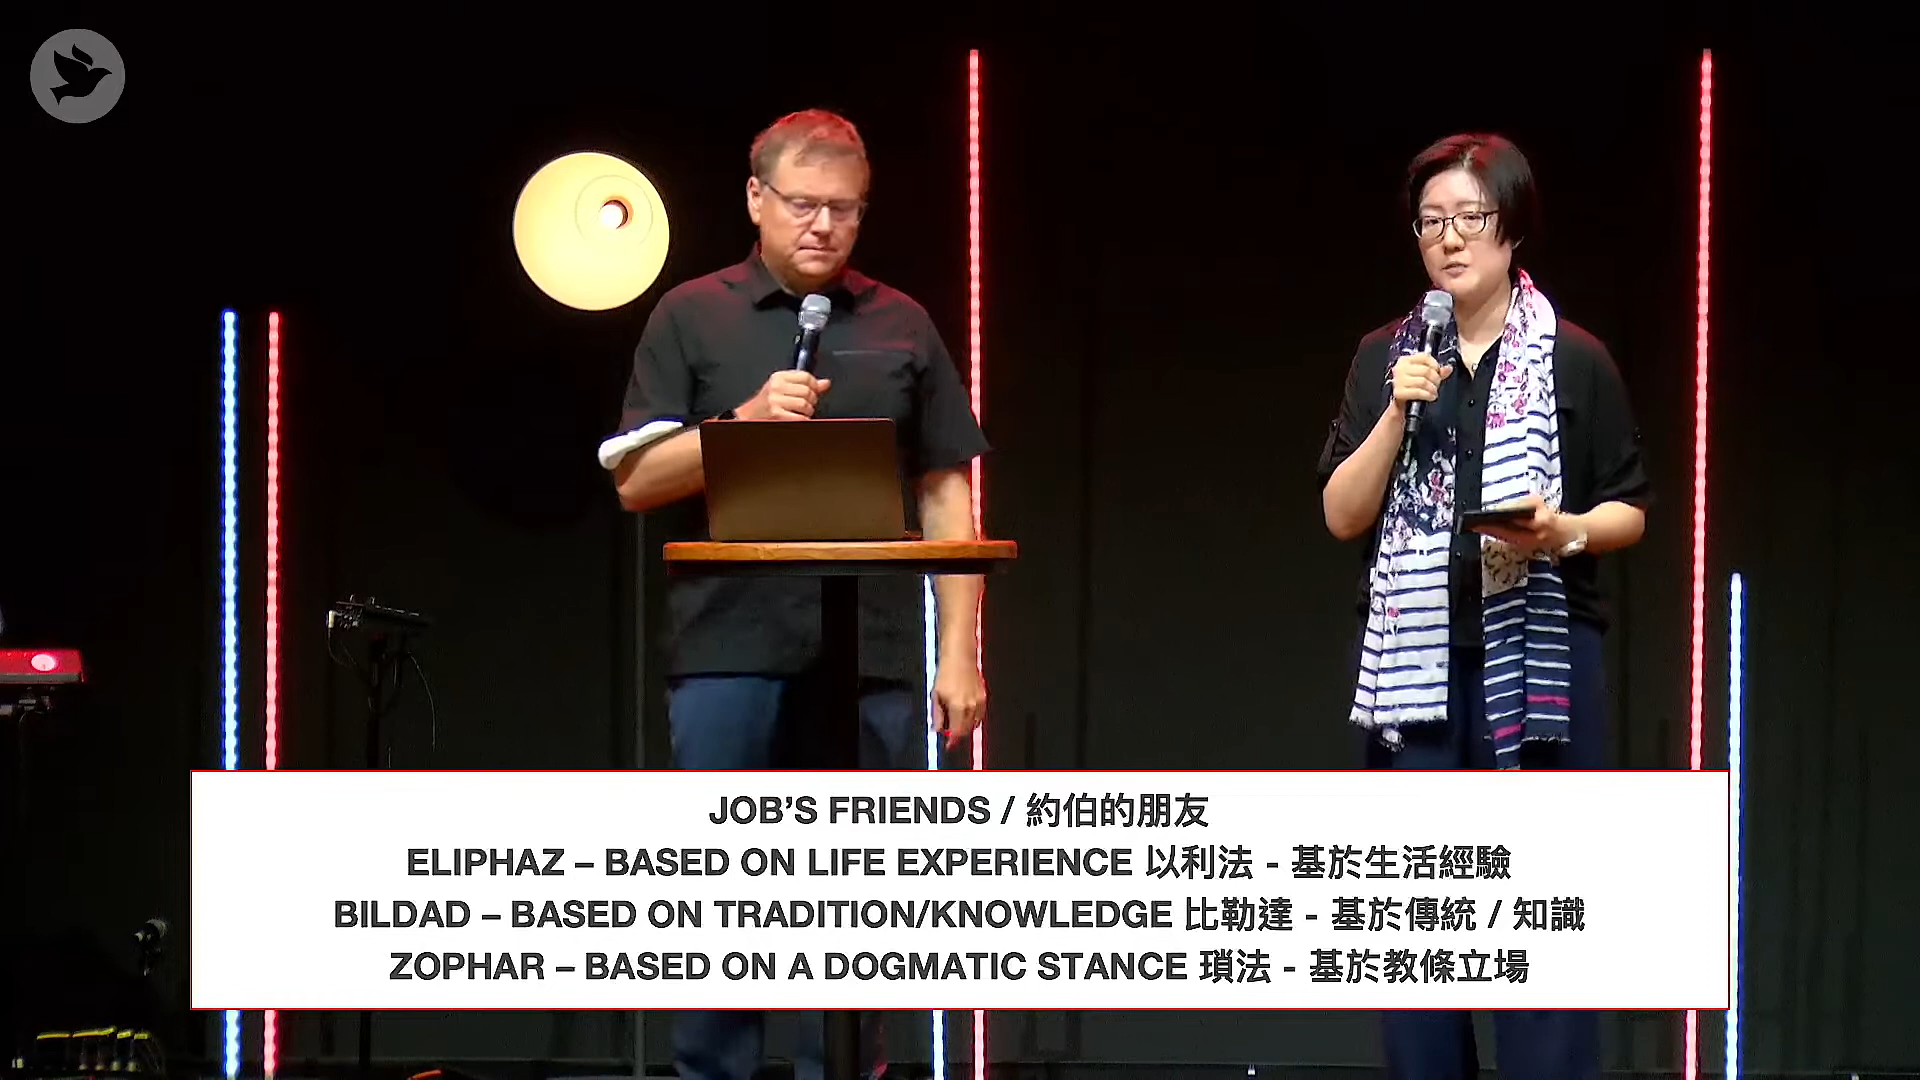 JOB’S FRIENDS / 約伯的朋友
ELIPHAZ – BASED ON LIFE EXPERIENCE 以利法 - 基於生活經驗
BILDAD – BASED ON TRADITION/KNOWLEDGE 比勒達 - 基於傳統 / 知識
ZOPHAR – BASED ON A DOGMATIC STANCE 瑣法 - 基於教條立場